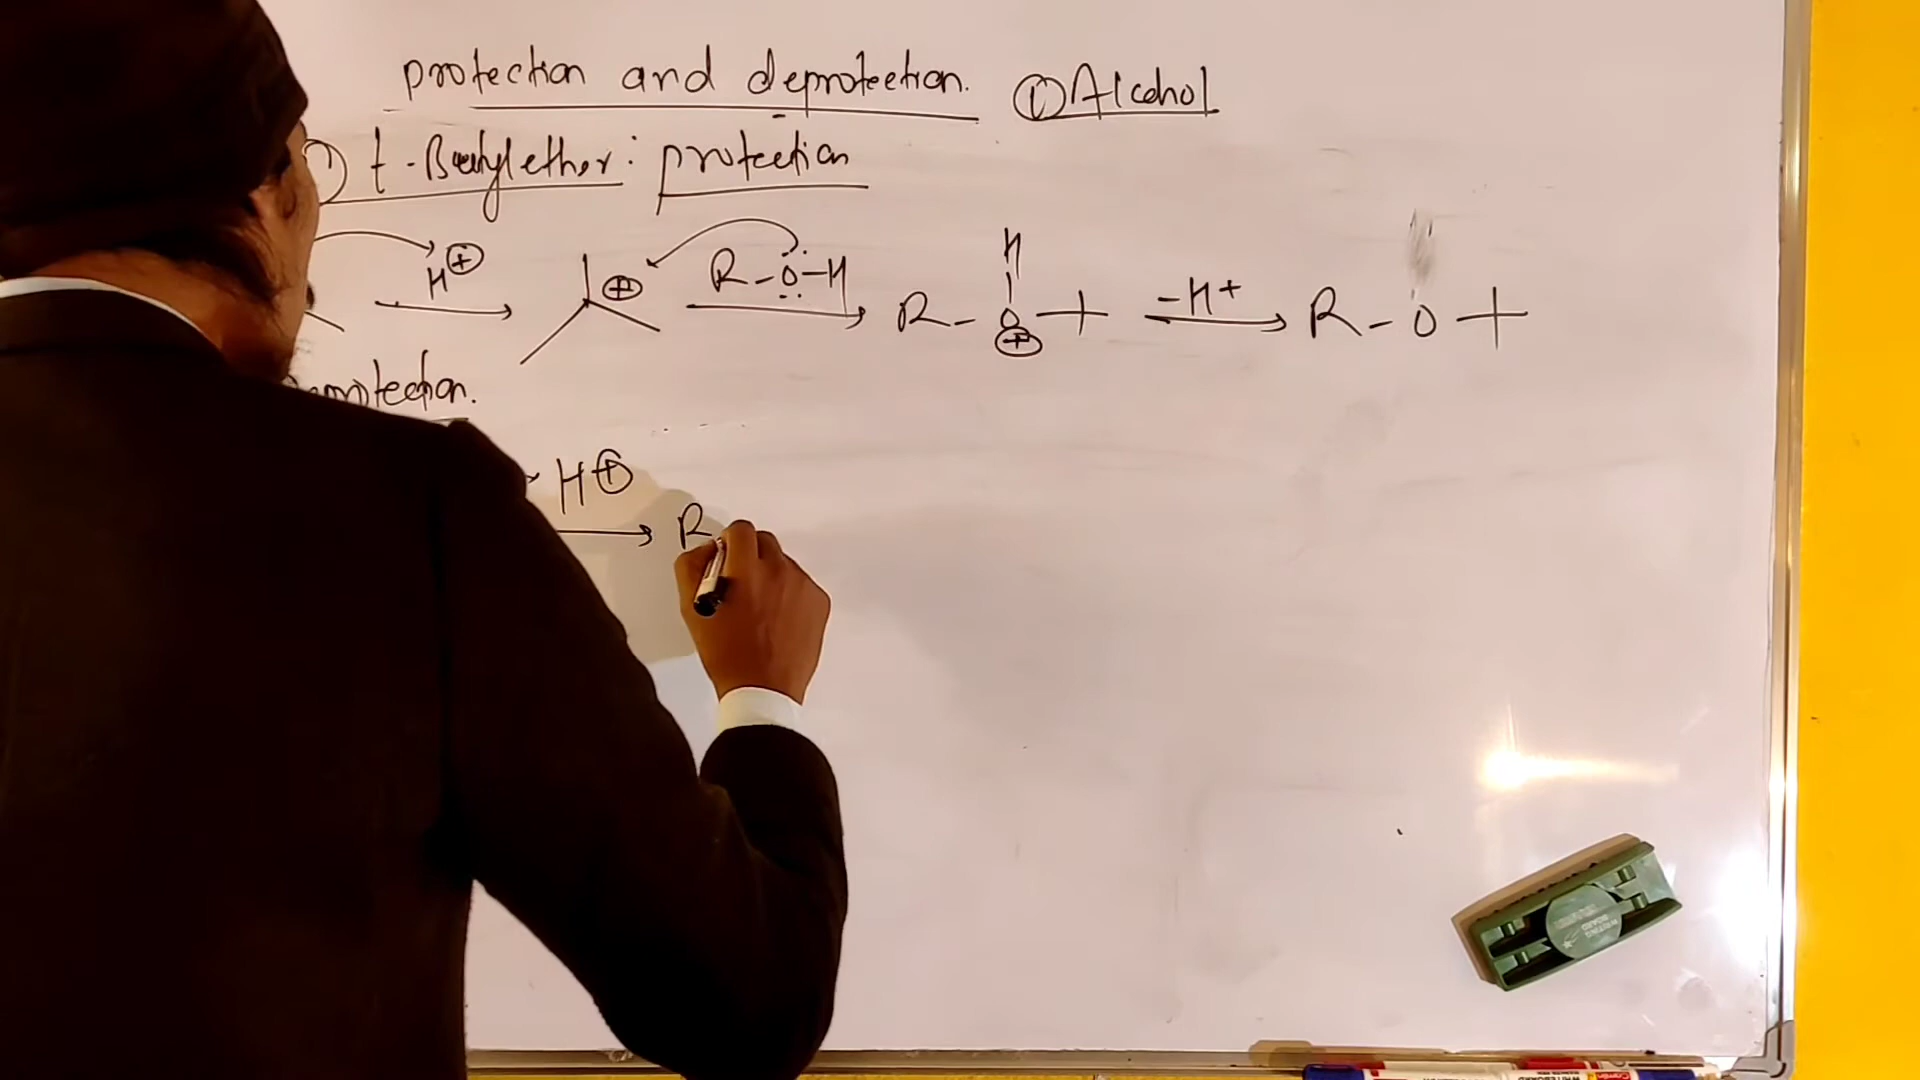 protection and deprotection. ① Alcohol
1) t-Butylether: protection
H⊕ ⊕ R-O-H R-O H ⊕ -H+ R-O
deprotection.
H⊕ R